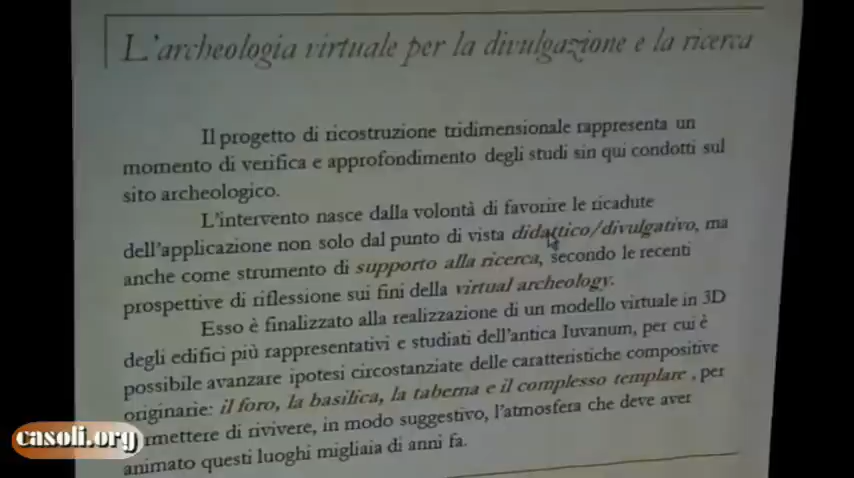 L'archeologia virtuale per la divulgazione e la ricerca
Il progetto di ricostruzione tridimensionale rappresenta un
momento di verifica e approfondimento degli studi sin qui condotti sul
sito archeologico.
L'intervento nasce dalla volontà di favorire le ricadute
dell'applicazione non solo dal punto di vista didattico/divulgativo, ma
anche come strumento di supporto alla ricerca, secondo le recenti
prospettive di riflessione sui fini della virtual archeology.
Esso è finalizzato alla realizzazione di un modello virtuale in 3D
degli edifici più rappresentativi e studiati dell'antica Iuvanum, per cui è
possibile avanzare ipotesi circostanziate delle caratteristiche compositive
originarie: il foro, la basilica, la taberna e il complesso templare , per
rmettere di rivivere, in modo suggestivo, l'atmosfera che deve aver
animato questi luoghi migliaia di anni fa.
casoli.org